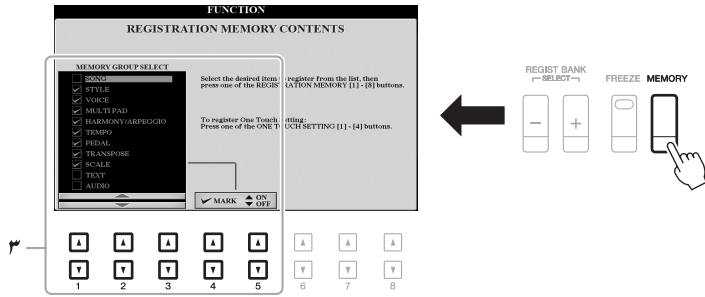 FUNCTION
REGISTRATION MEMORY CONTENTS
MEMORY GROUP SELECT
SONG
STYLE
VOICE
MULTI PAD
HARMONY/ARPEGGIO
TEMPO
PEDAL
TRANSPOSE
SCALE
TEXT
AUDIO
Select the desired item to register from the list, then
press one of the REGISTRATION MEMORY [1] - [8] buttons.
To register One Touch Setting:
Press one of the ONE TOUCH SETTING [1] - [4] buttons.
MARK ON
OFF
REGIST BANK
SELECT
FREEZE MEMORY
- +
٣
1 2 3 4 5 6 7 8